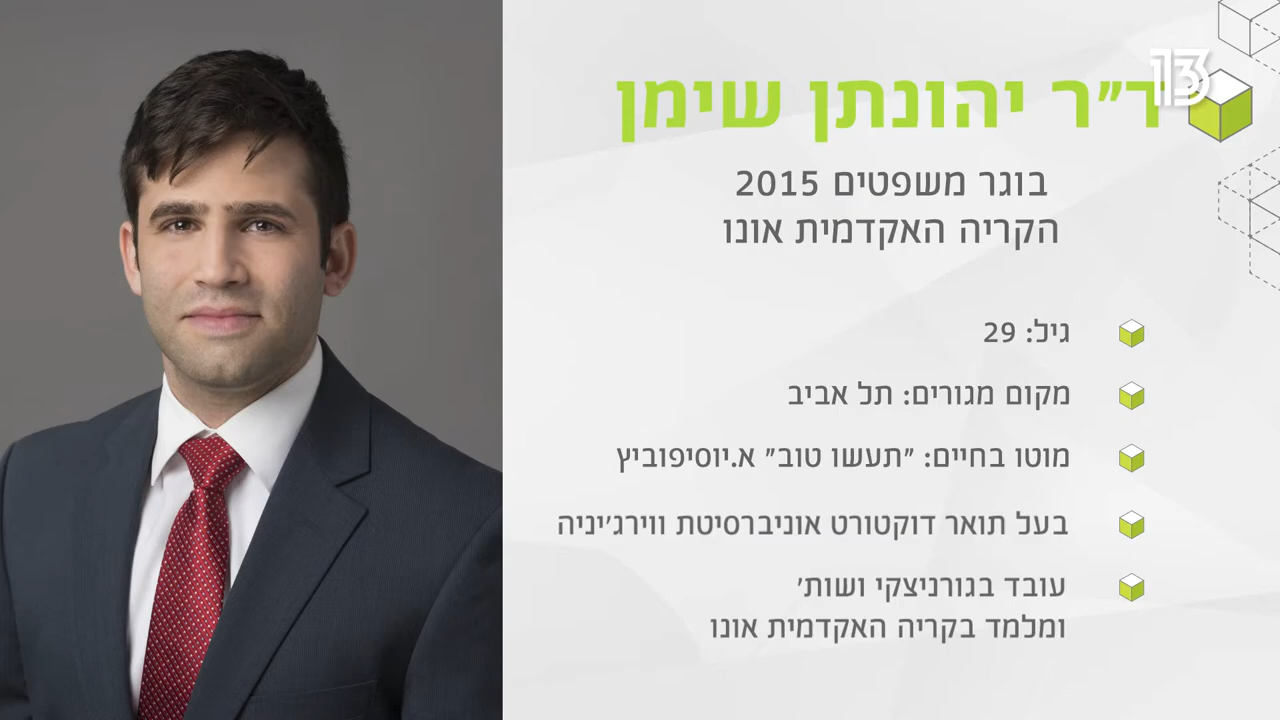 13
ד״ר יהונתן שימן
בוגר משפטים 2015
הקריה האקדמית אונו
גיל: 29
מקום מגורים: תל אביב
מוטו בחיים: ״תעשו טוב״ א.יוסיפוביץ
בעל תואר דוקטורט אוניברסיטת ווירג׳יניה
עובד בגורניצקי ושות׳
ומלמד בקריה האקדמית אונו